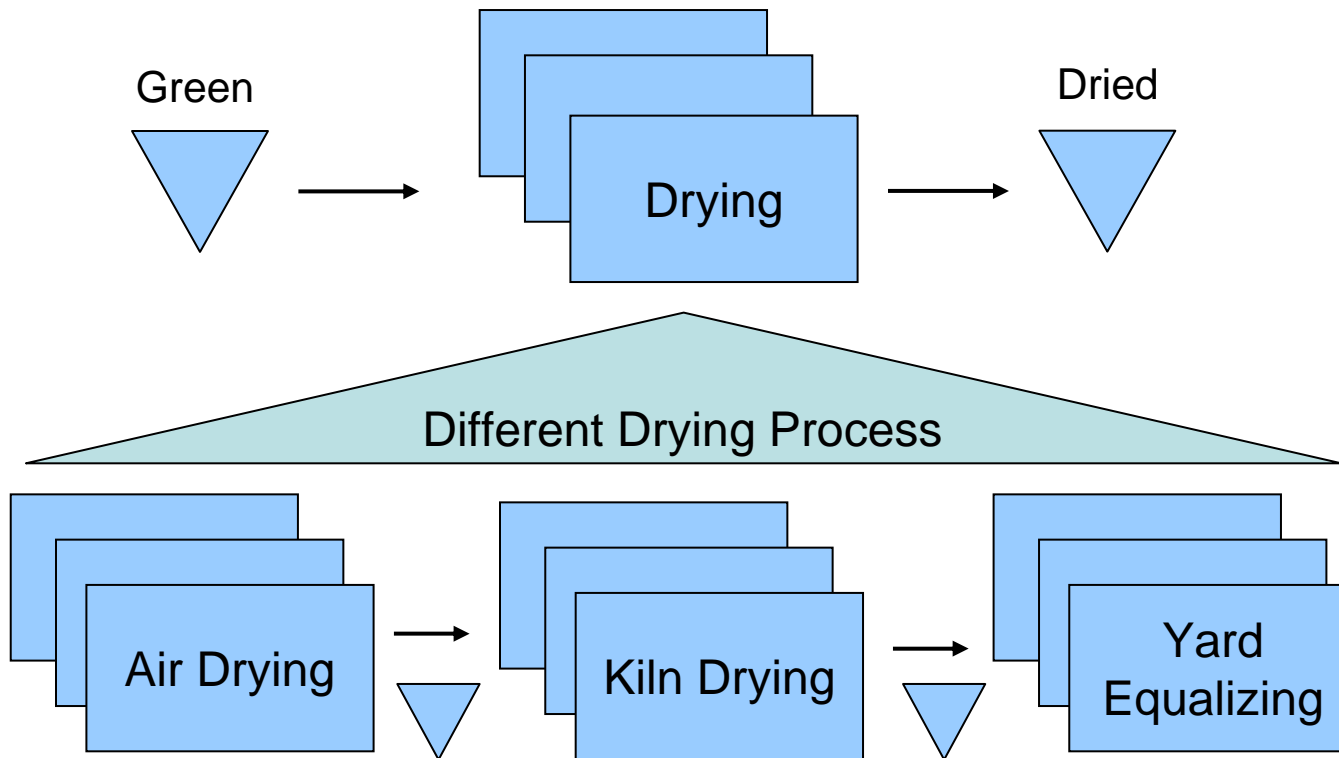 Green
Dried
Drying
Different Drying Process
Air Drying
Kiln Drying
Yard
Equalizing